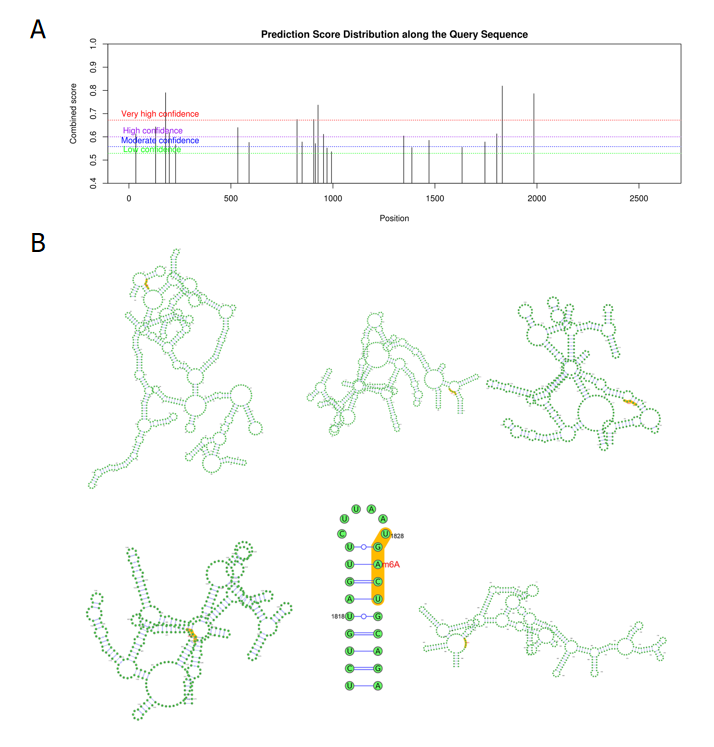 A
Prediction Score Distribution along the Query Sequence
Combined score
1.0
0.9
0.8
0.7
0.6
0.5
0.4
Very high confidence
High confidence
Moderate confidence
Low confidence
0 500 1000 1500 2000 2500
Position
B
U U A A
C U 1828
U G
U A m6A
G C
A U
1818 U G
G C
U A
C G
U A